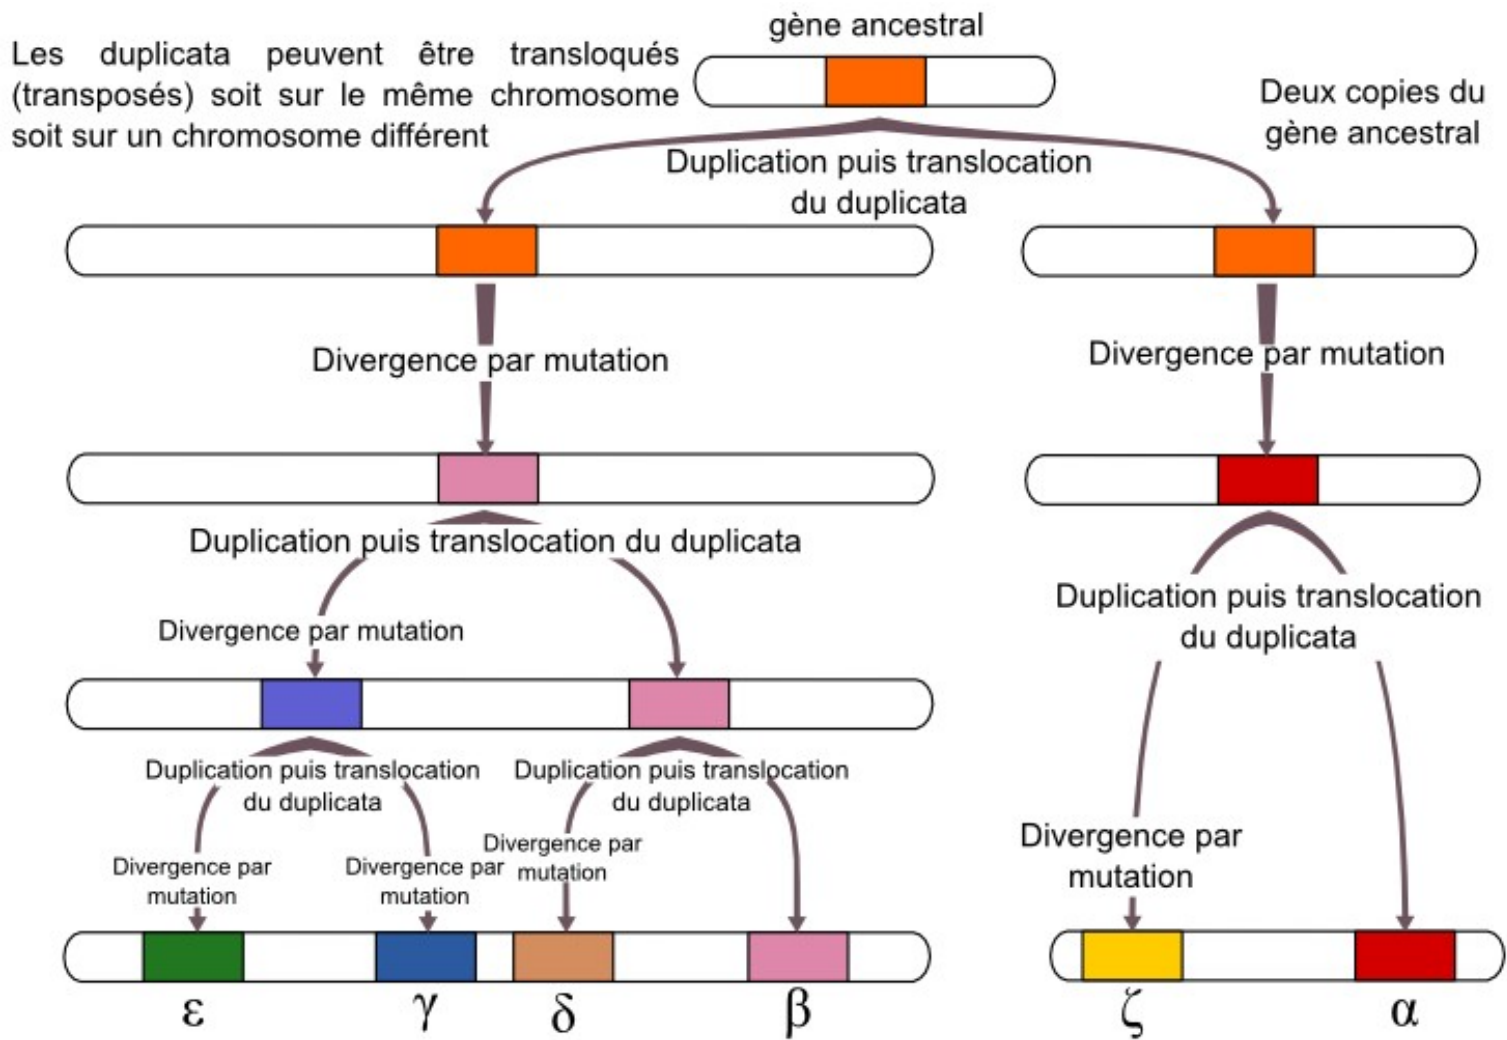 gène ancestral
Les duplicata peuvent être transloqués
(transposés) soit sur le même chromosome
soit sur un chromosome différent
Deux copies du
gène ancestral
Duplication puis translocation
du duplicata
Divergence par mutation
Divergence par mutation
Duplication puis translocation du duplicata
Duplication puis translocation
du duplicata
Divergence par mutation
Duplication puis translocation
du duplicata
Duplication puis translocation
du duplicata
Divergence par
mutation
Divergence par
mutation
Divergence par
mutation
Divergence par
mutation
ε
γ
δ
β
ζ
α